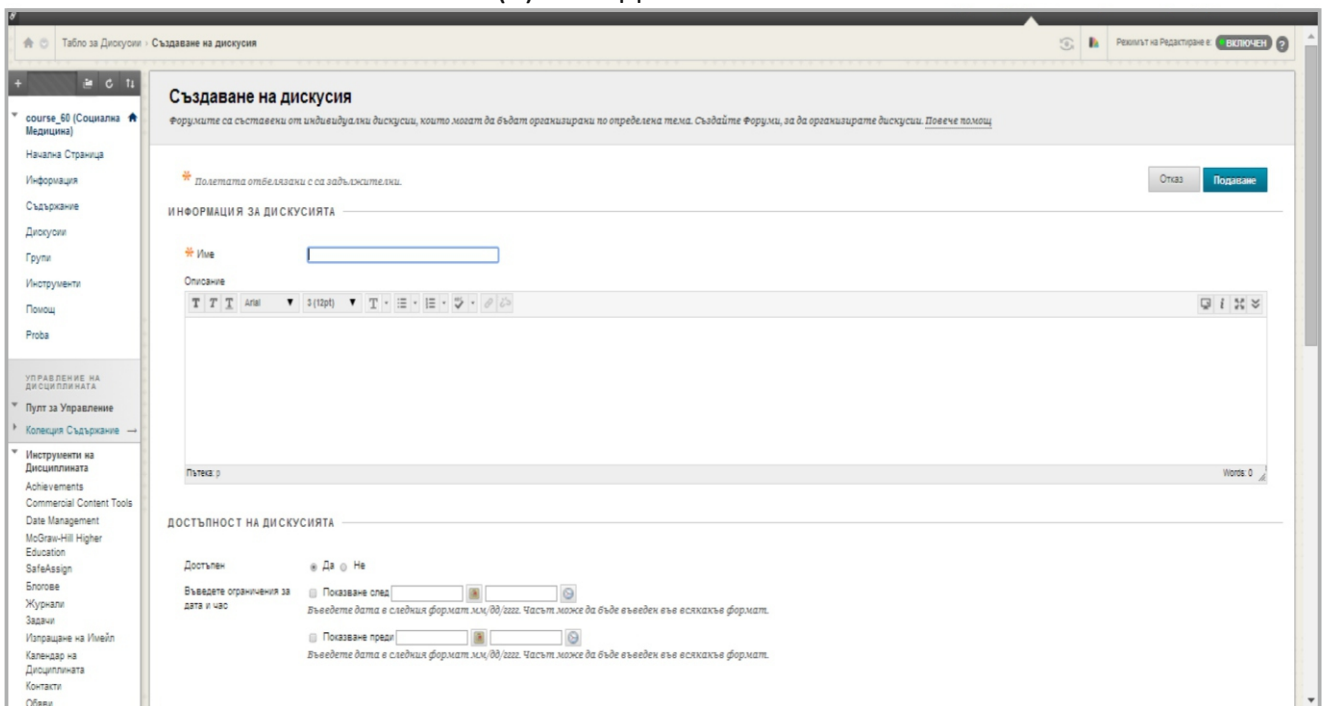 Табло за Дискусии › Създаване на дискусия
Режимът на Редактиране е: ВКЛЮЧЕН ?
course_60 (Социална
Медицина)
Начална Страница
Информация
Съдържание
Дискусии
Групи
Инструменти
Помощ
Proba
УПРАВЛЕНИЕ НА
ДИСЦИПЛИНАТА
Пулт за Управление
Колекция Съдържание →
Инструменти на
Дисциплината
Achievements
Commercial Content Tools
Date Management
McGraw-Hill Higher
Education
SafeAssign
Блогове
Журнали
Задачи
Изпращане на Имейл
Календар на
Дисциплината
Контакти
Обяви
Създаване на дискусия
Форумите са съставени от индивидуални дискусии, които могат да бъдат организирани по определена тема. Създайте Форуми, за да организирате дискусии. Повече помощ
* Полетата отбелязани с са задължителни.
Отказ Подаване
ИНФОРМАЦИЯ ЗА ДИСКУСИЯТА
* Име
Описание
T T T Arial 3 (12pt) T
Пътека: p Words: 0
ДОСТЪПНОСТ НА ДИСКУСИЯТА
Достъпен Да Не
Въведете ограничения за
дата и час
Показване след
Въведете дата в следния формат мм/дд/гггг. Часът може да бъде въведен във всякакъв формат.
Показване преди
Въведете дата в следния формат мм/дд/гггг. Часът може да бъде въведен във всякакъв формат.